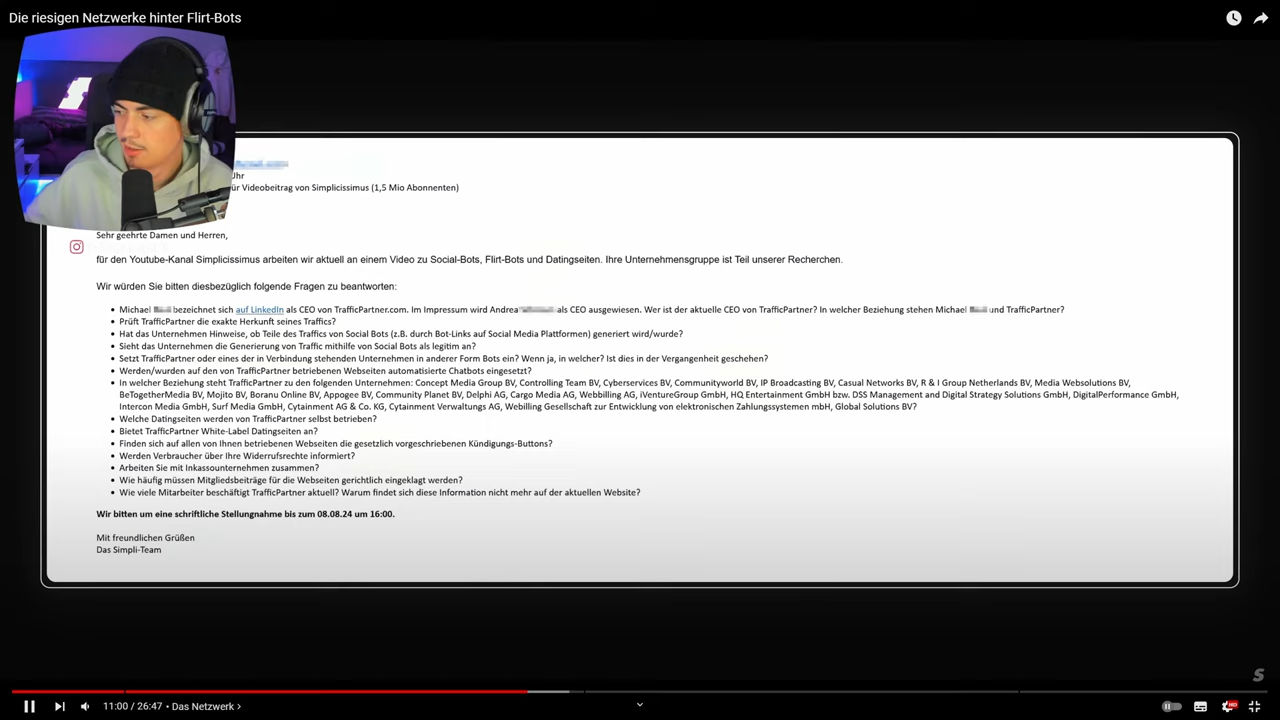 Die riesigen Netzwerke hinter Flirt-Bots
Uhr
für Videobeitrag von Simplicissimus (1,5 Mio Abonnenten)
Sehr geehrte Damen und Herren,
für den Youtube-Kanal Simplicissimus arbeiten wir aktuell an einem Video zu Social-Bots, Flirt-Bots und Datingseiten. Ihre Unternehmensgruppe ist Teil unserer Recherchen.
Wir würden Sie bitten diesbezüglich folgende Fragen zu beantworten:
• Michael bezeichnet sich auf LinkedIn als CEO von TrafficPartner.com. Im Impressum wird Andrea als CEO ausgewiesen. Wer ist der aktuelle CEO von TrafficPartner? In welcher Beziehung stehen Michael und TrafficPartner?
• Prüft TrafficPartner die exakte Herkunft seines Traffics?
• Hat das Unternehmen Hinweise, ob Teile des Traffics von Social Bots (z.B. durch Bot-Links auf Social Media Plattformen) generiert wird/wurde?
• Sieht das Unternehmen die Generierung von Traffic mithilfe von Social Bots als legitim an?
• Setzt TrafficPartner oder eines der in Verbindung stehenden Unternehmen in anderer Form Bots ein? Wenn ja, in welcher? Ist dies in der Vergangenheit geschehen?
• Werden/wurden auf den von TrafficPartner betriebenen Webseiten automatisierte Chatbots eingesetzt?
• In welcher Beziehung steht TrafficPartner zu den folgenden Unternehmen: Concept Media Group BV, Controlling Team BV, Cyberservices BV, Communityworld BV, IP Broadcasting BV, Casual Networks BV, R & I Group Netherlands BV, Media Websolutions BV,
BeTogetherMedia BV, Mojito BV, Boranu Online BV, Appogee BV, Community Planet BV, Delphi AG, Cargo Media AG, Webbilling AG, iVentureGroup GmbH, HQ Entertainment GmbH bzw. DSS Management and Digital Strategy Solutions GmbH, DigitalPerformance GmbH,
Intercon Media GmbH, Surf Media GmbH, Cytainment AG & Co. KG, Cytainment Verwaltungs AG, Webilling Gesellschaft zur Entwicklung von elektronischen Zahlungssystemen mbH, Global Solutions BV?
• Welche Datingseiten werden von TrafficPartner selbst betrieben?
• Bietet TrafficPartner White-Label Datingseiten an?
• Finden sich auf allen von Ihnen betriebenen Webseiten die gesetzlich vorgeschriebenen Kündigungs-Buttons?
• Werden Verbraucher über Ihre Widerrufsrechte informiert?
• Arbeiten Sie mit Inkassounternehmen zusammen?
• Wie häufig müssen Mitgliedsbeiträge für die Webseiten gerichtlich eingeklagt werden?
• Wie viele Mitarbeiter beschäftigt TrafficPartner aktuell? Warum findet sich diese Information nicht mehr auf der aktuellen Website?
Wir bitten um eine schriftliche Stellungnahme bis zum 08.08.24 um 16:00.
Mit freundlichen Grüßen
Das Simpli-Team
S
11:00 / 26:47 • Das Netzwerk >
HD